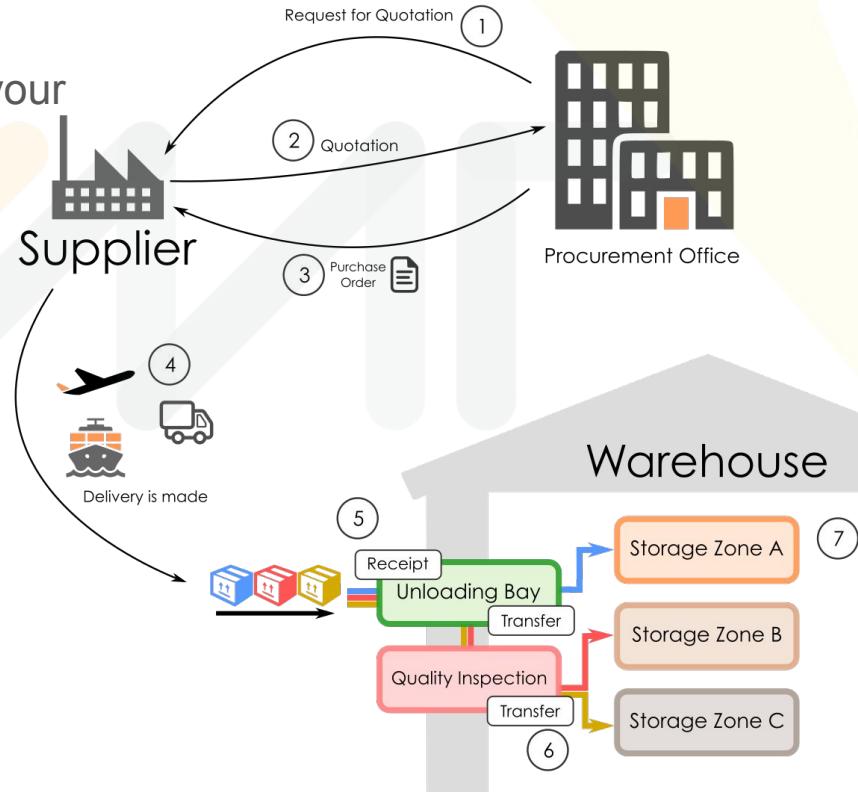 Request for Quotation
1
your
2
Quotation
Supplier
3
Purchase
Order
Procurement Office
4
Delivery is made
Warehouse
5
Receipt
Unloading Bay
Transfer
Storage Zone A
7
Storage Zone B
Quality Inspection
Transfer
6
Storage Zone C